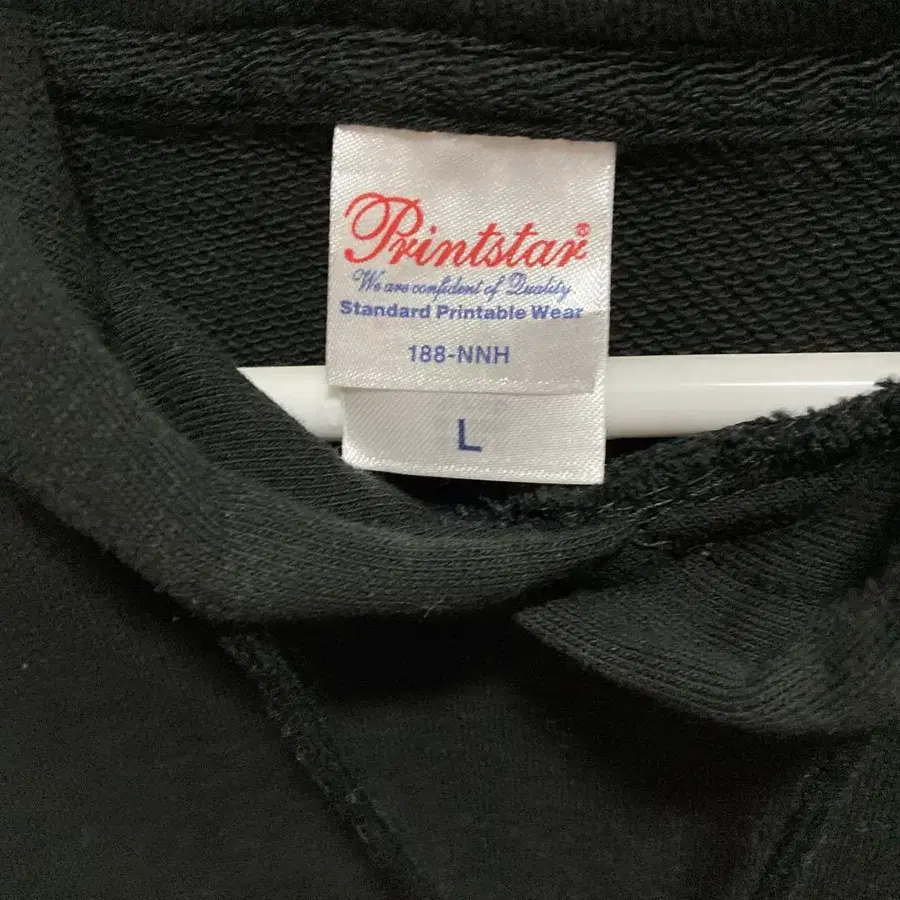 Printstar®
We are confident of Quality
Standard Printable Wear
188-NNH
L